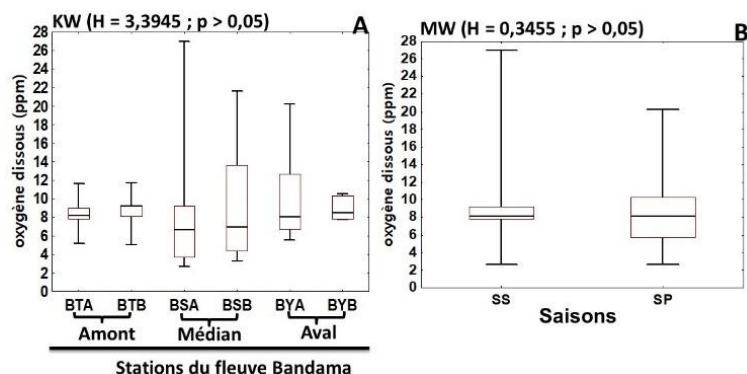 KW (H = 3,3945 ; p > 0,05)
A
oxygène dissous (ppm)
28
26
24
22
20
18
16
14
12
10
8
6
4
2
0
BTA BTB BSA BSB BYA BYB
Amont Médian Aval
Stations du fleuve Bandama
MW (H = 0,3455 ; p > 0,05)
B
oxygène dissous (ppm)
28
26
24
22
20
18
16
14
12
10
8
6
4
2
0
SS SP
Saisons